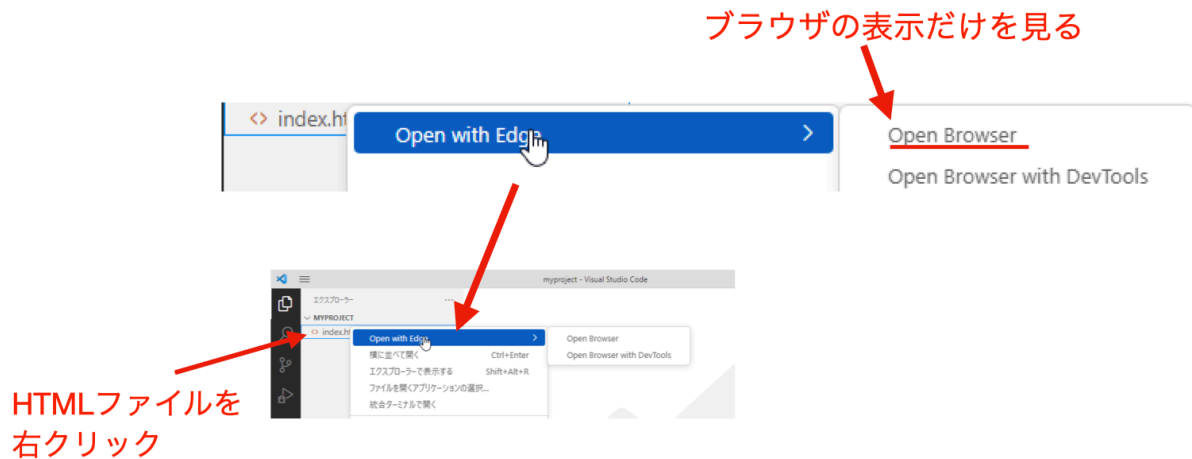 ブラウザの表示だけを見る
index.ht
Open with Edge
Open Browser
Open Browser with DevTools
myproject - Visual Studio Code
エクスプローラー
MYPROJECT
index.ht
Open with Edge
Open Browser
横に並べて開く Ctrl+Enter
Open Browser with DevTools
エクスプローラーで表示する Shift+Alt+R
ファイルを開くアプリケーションの選択...
統合ターミナルで開く
HTMLファイルを
右クリック